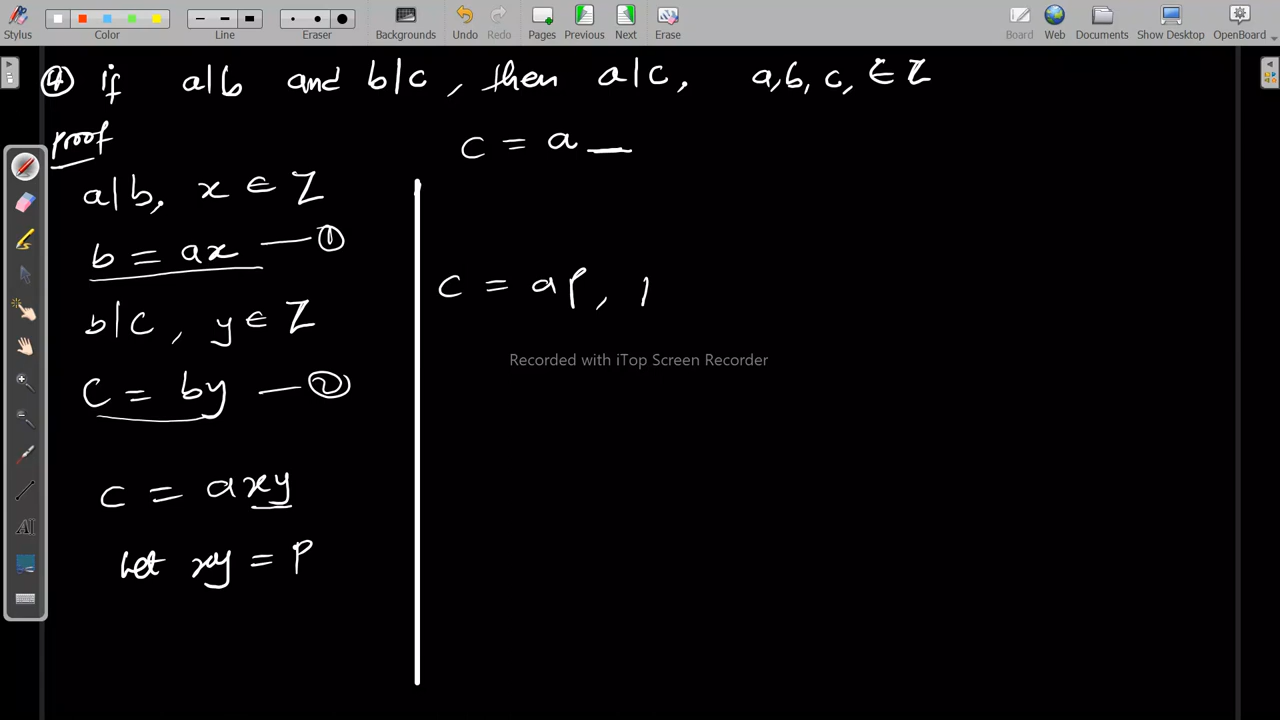 Stylus
Color
Line
Eraser
Backgrounds
Undo
Redo
Pages
Previous
Next
Erase
Board
Web
Documents
Show Desktop
OpenBoard
④ if a|b and b|c, then a|c. a, b, c, ∈ Z
Proof
c = a __
a|b, x ∈ Z
b = ax — ①
b|c, y ∈ Z
c = by — ②
c = axy
Let xy = P
c = aP,
Recorded with iTop Screen Recorder
AI